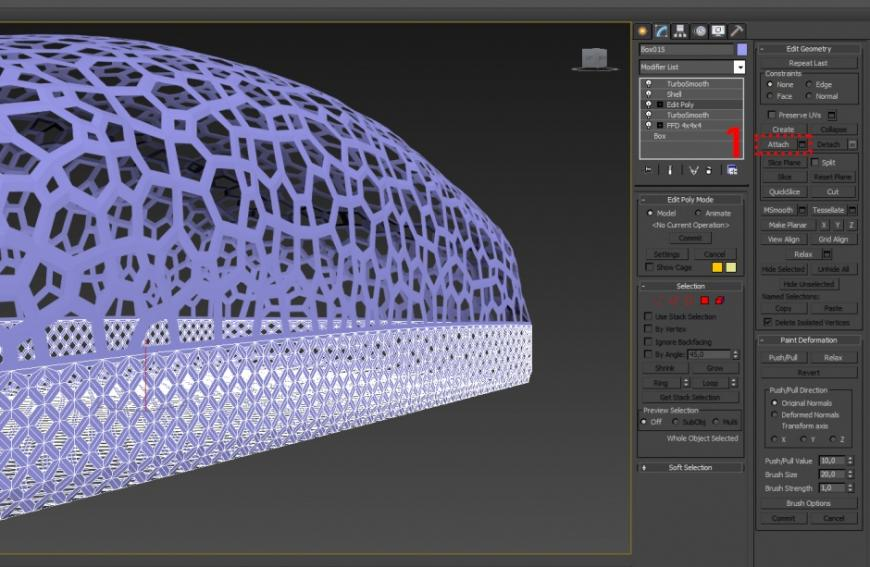 Box015
Modifier List
TurboSmooth
Shell
Edit Poly
TurboSmooth
FFD 4x4x4
Box
1
Edit Poly Mode
Model Animate
<No Current Operation>
Commit
Settings Cancel
Show Cage
Selection
Use Stack Selection
By Vertex
Ignore Backfacing
By Angle: 45,0
Shrink Grow
Ring Loop
Get Stack Selection
Preview Selection
Off SubObj Multi
Whole Object Selected
Soft Selection
Edit Geometry
Repeat Last
Constraints
None Edge
Face Normal
Preserve UVs
Create Collapse
Attach Detach
Slice Plane Split
Slice Reset Plane
QuickSlice Cut
MSmooth Tessellate
Make Planar X Y Z
View Align Grid Align
Relax
Hide Selected Unhide All
Hide Unselected
Named Selections:
Copy Paste
Delete Isolated Vertices
Paint Deformation
Push/Pull Relax
Revert
Push/Pull Direction
Original Normals
Deformed Normals
Transform axis
X Y Z
Push/Pull Value 10,0
Brush Size 20,0
Brush Strength 1,0
Brush Options
Commit Cancel